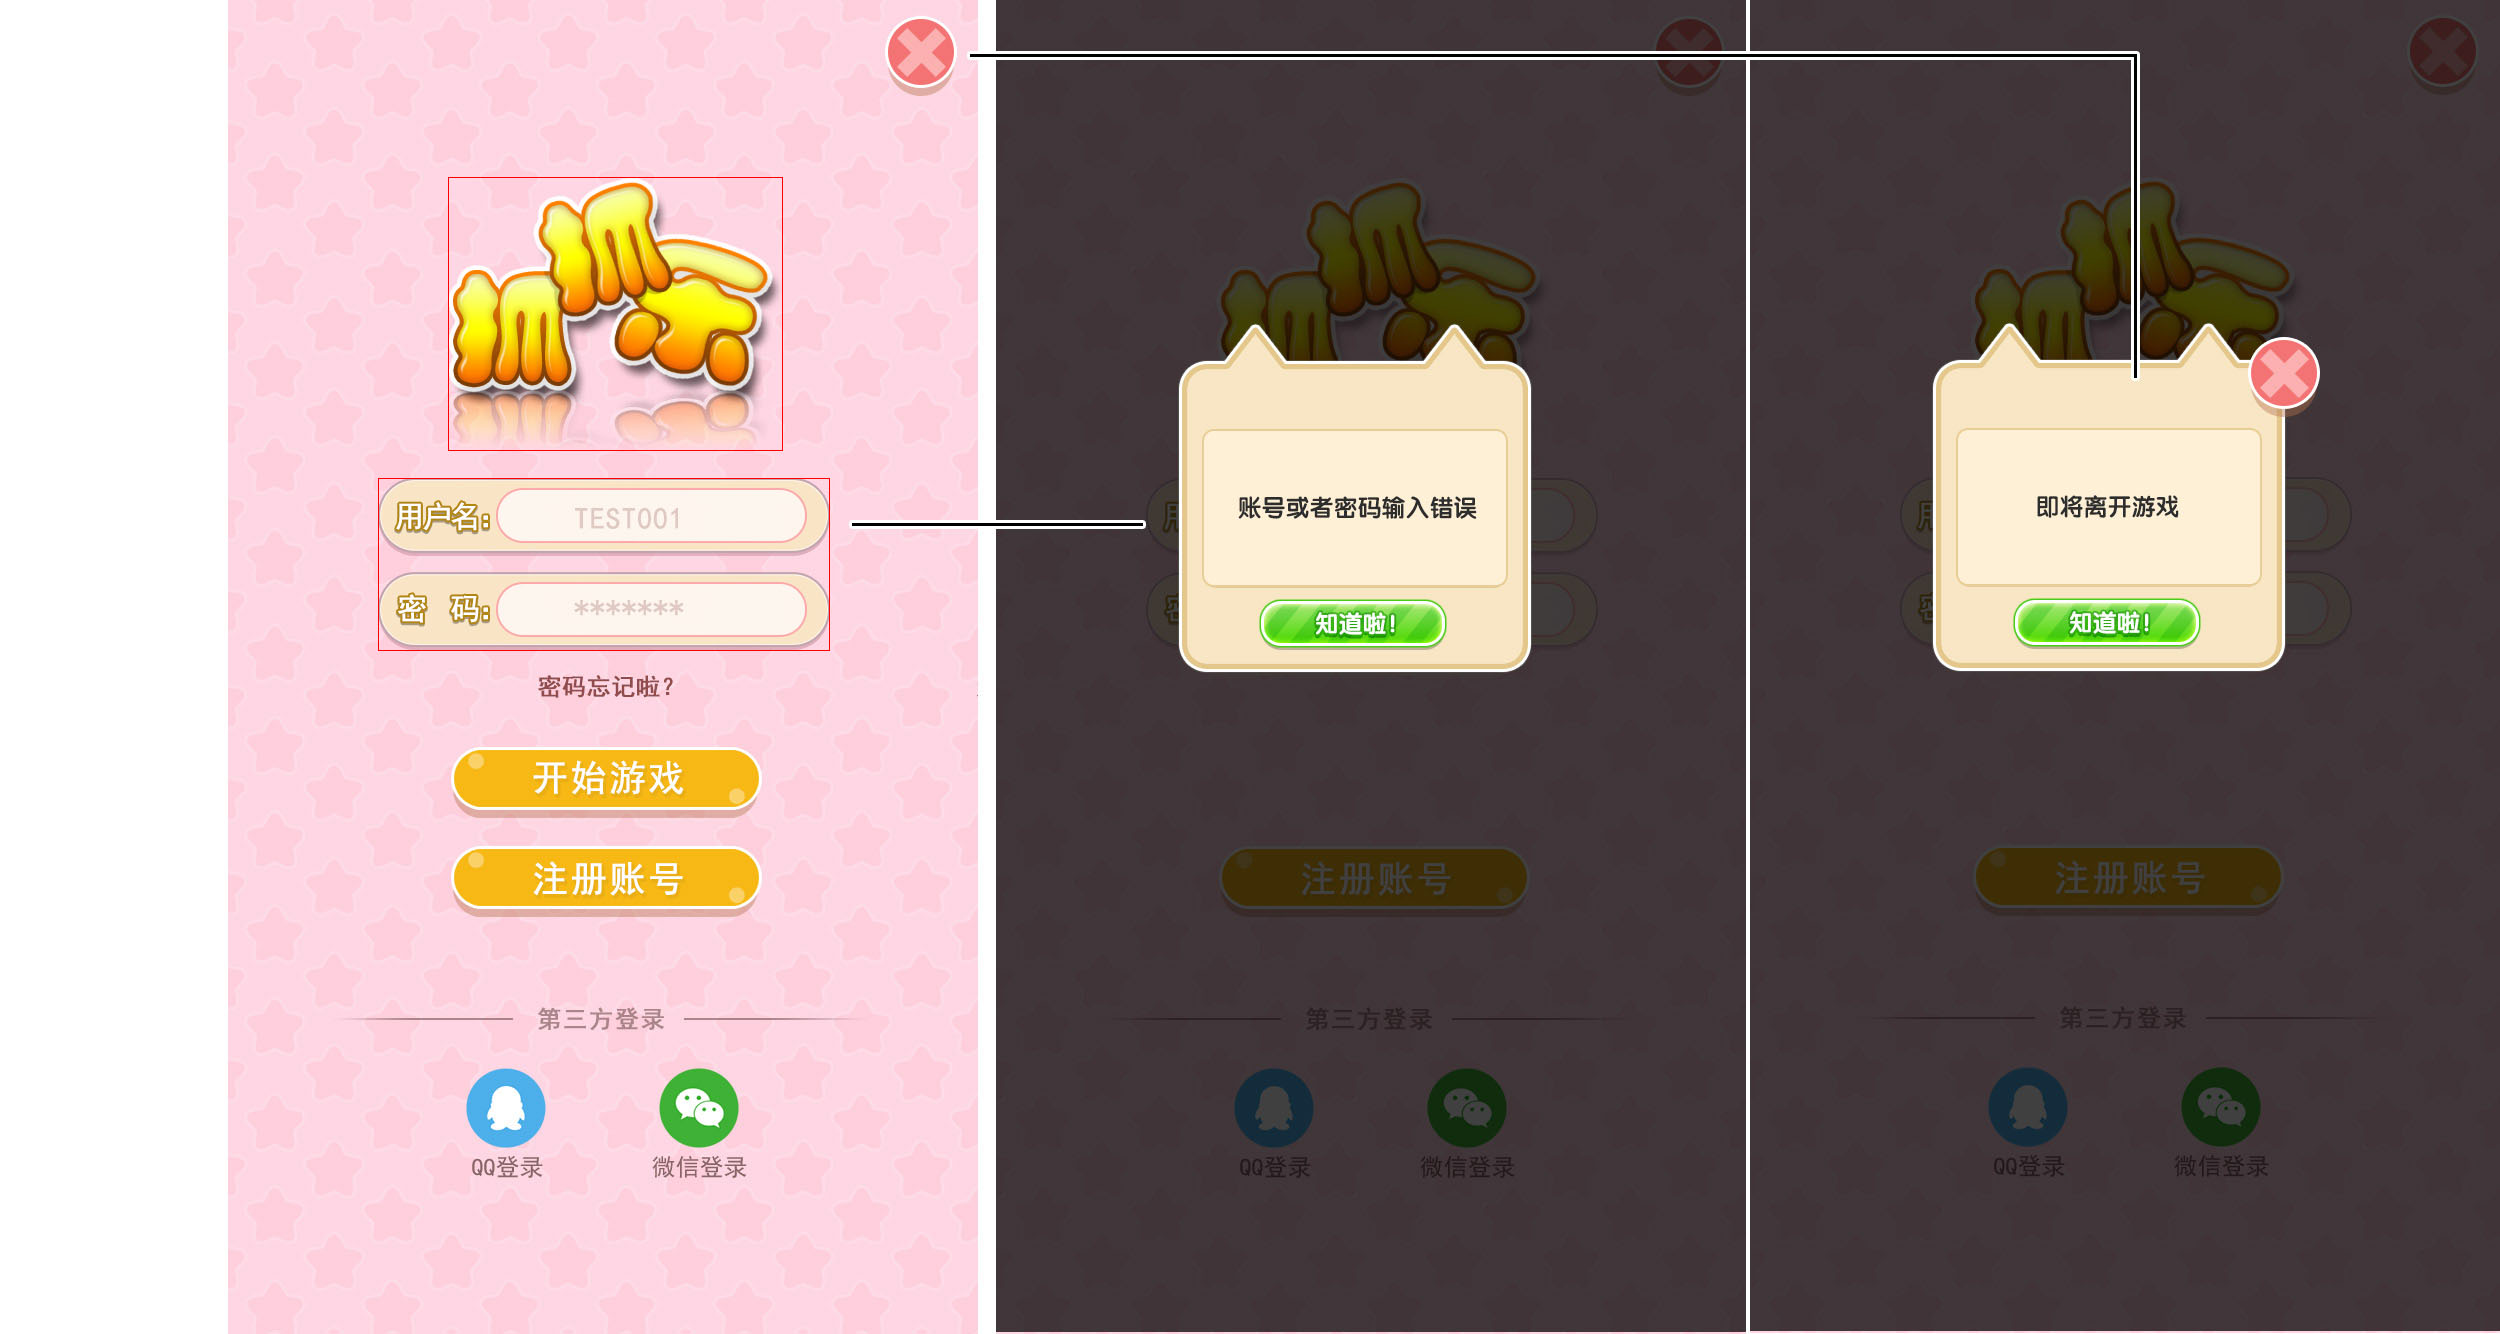 抓抓乐
用户名:
TEST001
密 码:
*******
密码忘记啦?
开始游戏
注册账号
第三方登录
QQ登录
微信登录
账号或者密码输入错误
知道啦!
注册账号
第三方登录
QQ登录
微信登录
即将离开游戏
知道啦!
注册账号
第三方登录
QQ登录
微信登录